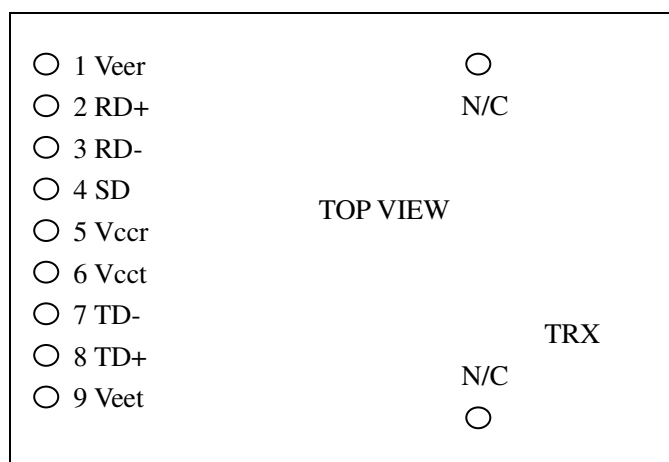 1 Veer
2 RD+
N/C
3 RD-
4 SD
TOP VIEW
5 Vccr
6 Vcct
7 TD-
TRX
8 TD+
N/C
9 Veet